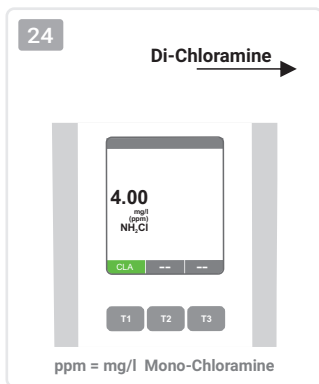 24
Di-Chloramine
4.00
mg/l
(ppm)
NH₂Cl
CLA -- --
T1 T2 T3
ppm = mg/l Mono-Chloramine